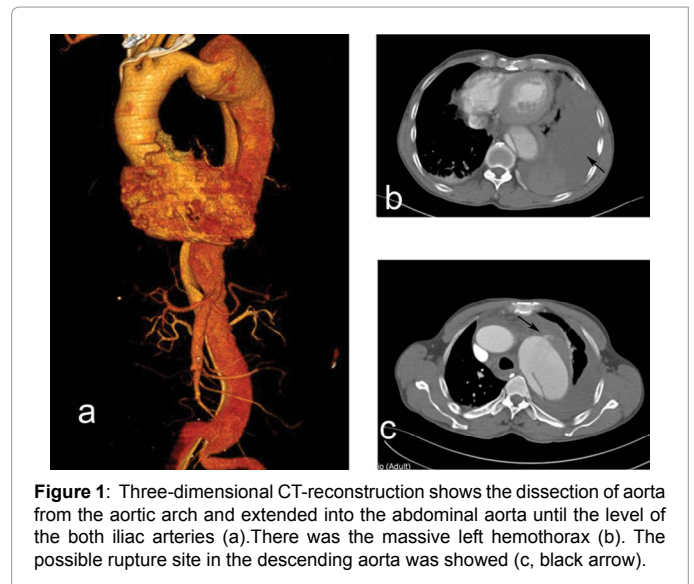 a
b
c
io (Adult)
Figure 1: Three-dimensional CT-reconstruction shows the dissection of aorta
from the aortic arch and extended into the abdominal aorta until the level of
the both iliac arteries (a).There was the massive left hemothorax (b). The
possible rupture site in the descending aorta was showed (c, black arrow).